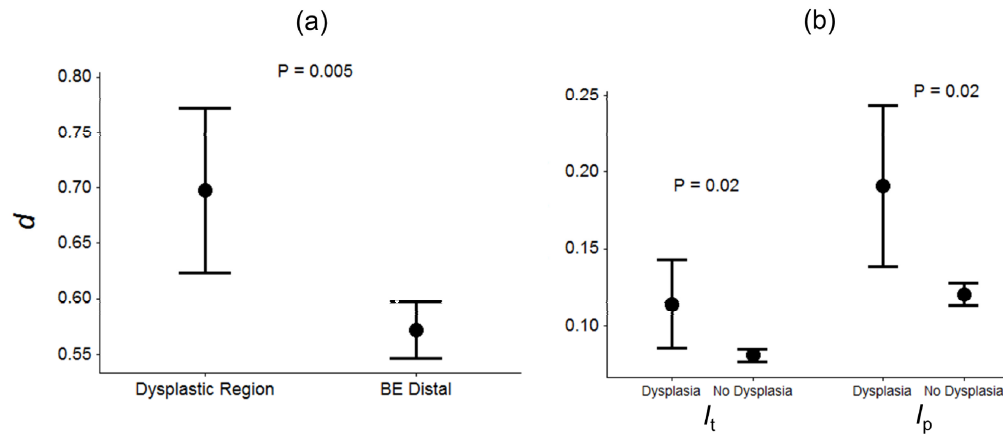 (a)
P = 0.005
0.80
0.75
0.70
0.65
0.60
0.55
d
Dysplastic Region
BE Distal
(b)
P = 0.02
P = 0.02
0.25
0.20
0.15
0.10
Dysplasia No Dysplasia Dysplasia No Dysplasia
It Ip